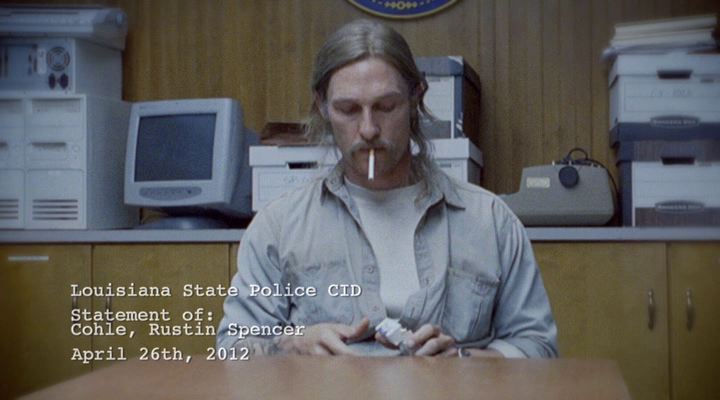 Louisiana State Police CID
Statement of:
Cohle, Rustin Spencer
April 26th, 2012